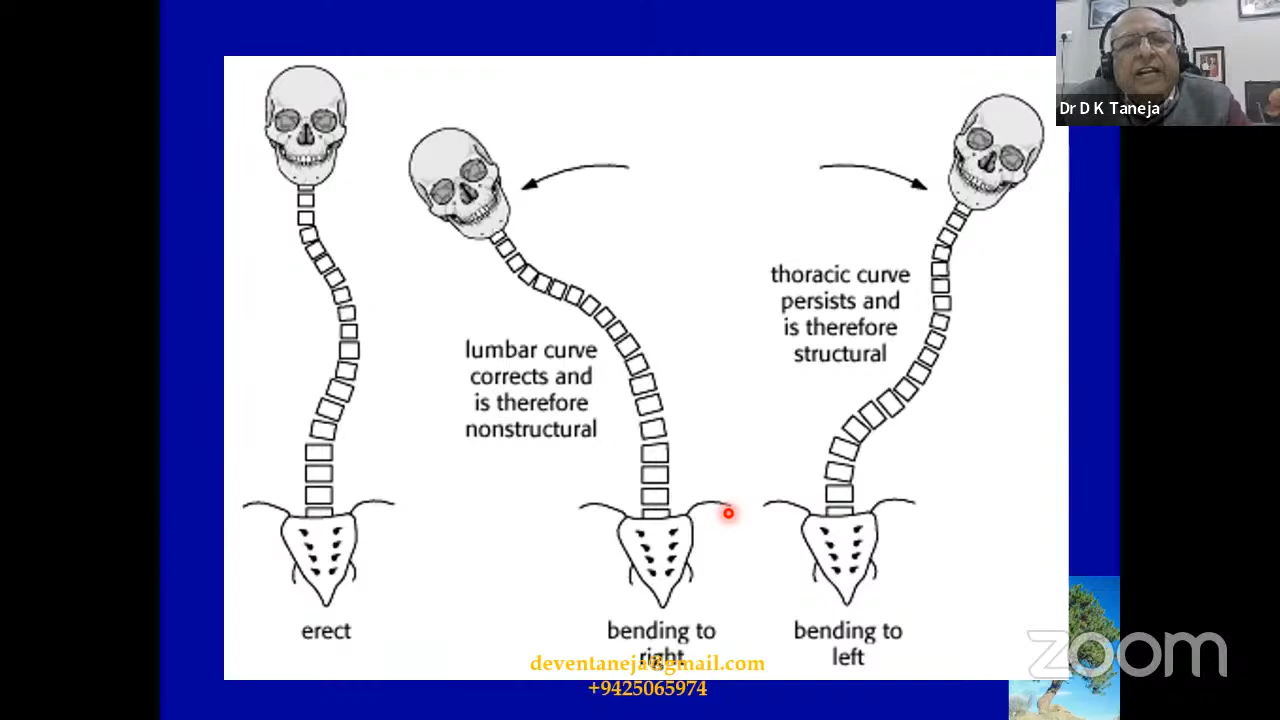 Dr D K Taneja
lumbar curve
corrects and
is therefore
nonstructural
thoracic curve
persists and
is therefore
structural
erect
bending to
right
bending to
left
deventaneja@gmail.com
+9425065974
zoom